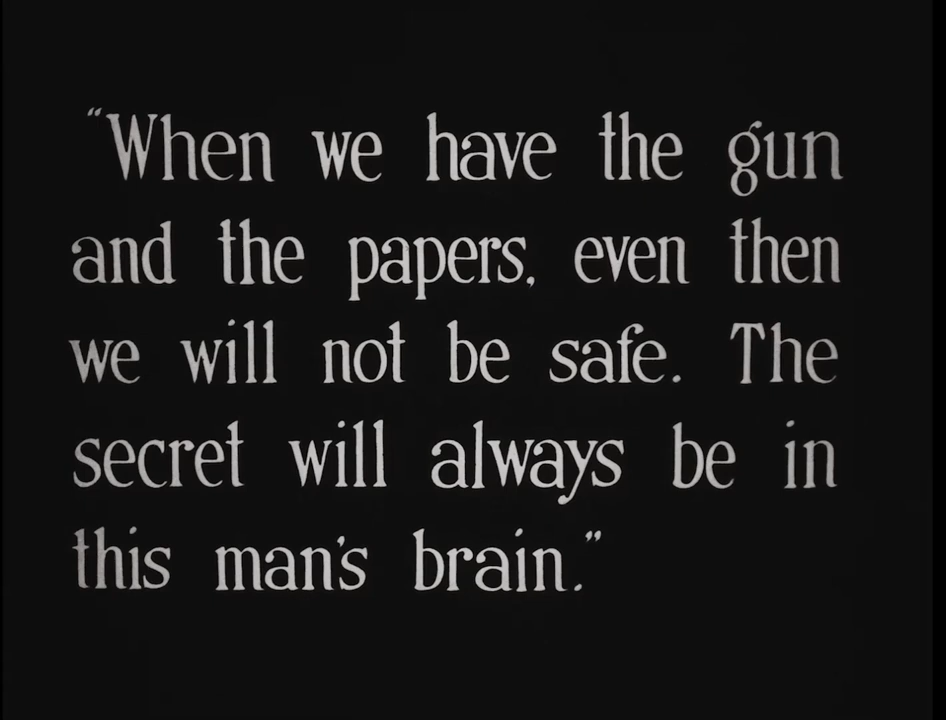 "When we have the gun
and the papers, even then
we will not be safe. The
secret will always be in
this man's brain."